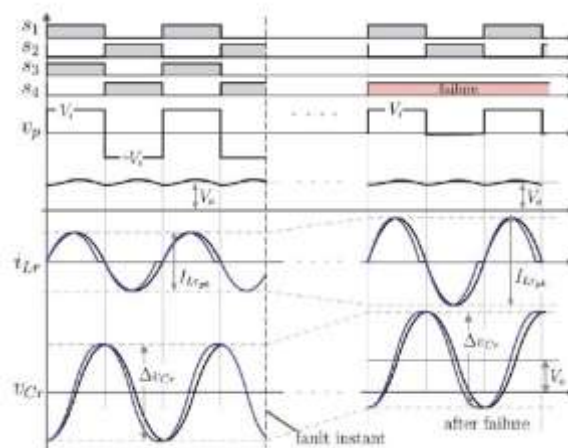 s1
s2
s3
s4
failure
vp
Vi
Vi
-Vi
Vo
Vo
iLr
ILrpk
ILrpk
ΔvCr
ΔvCr
vCr
Vo
after failure
fault instant